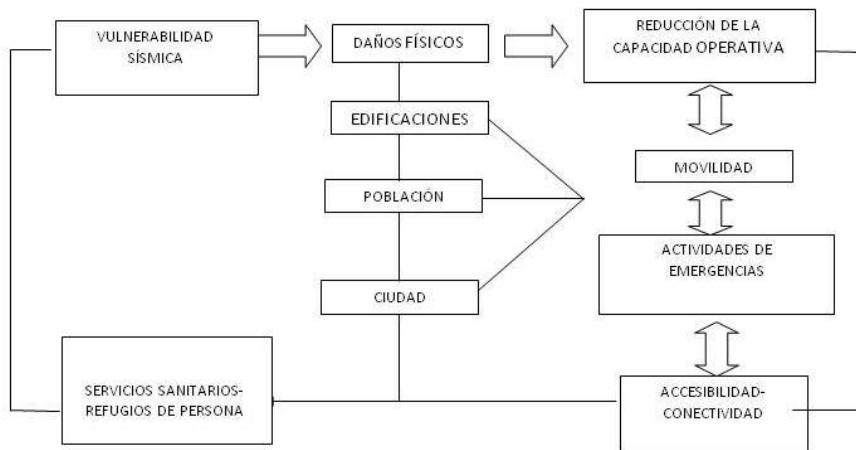 VULNERABILIDAD
SÍSMICA
DAÑOS FÍSICOS
REDUCCIÓN DE LA
CAPACIDAD OPERATIVA
EDIFICACIONES
MOVILIDAD
POBLACIÓN
ACTIVIDADES DE
EMERGENCIAS
CIUDAD
SERVICIOS SANITARIOS-
REFUGIOS DE PERSONA
ACCESIBILIDAD-
CONECTIVIDAD